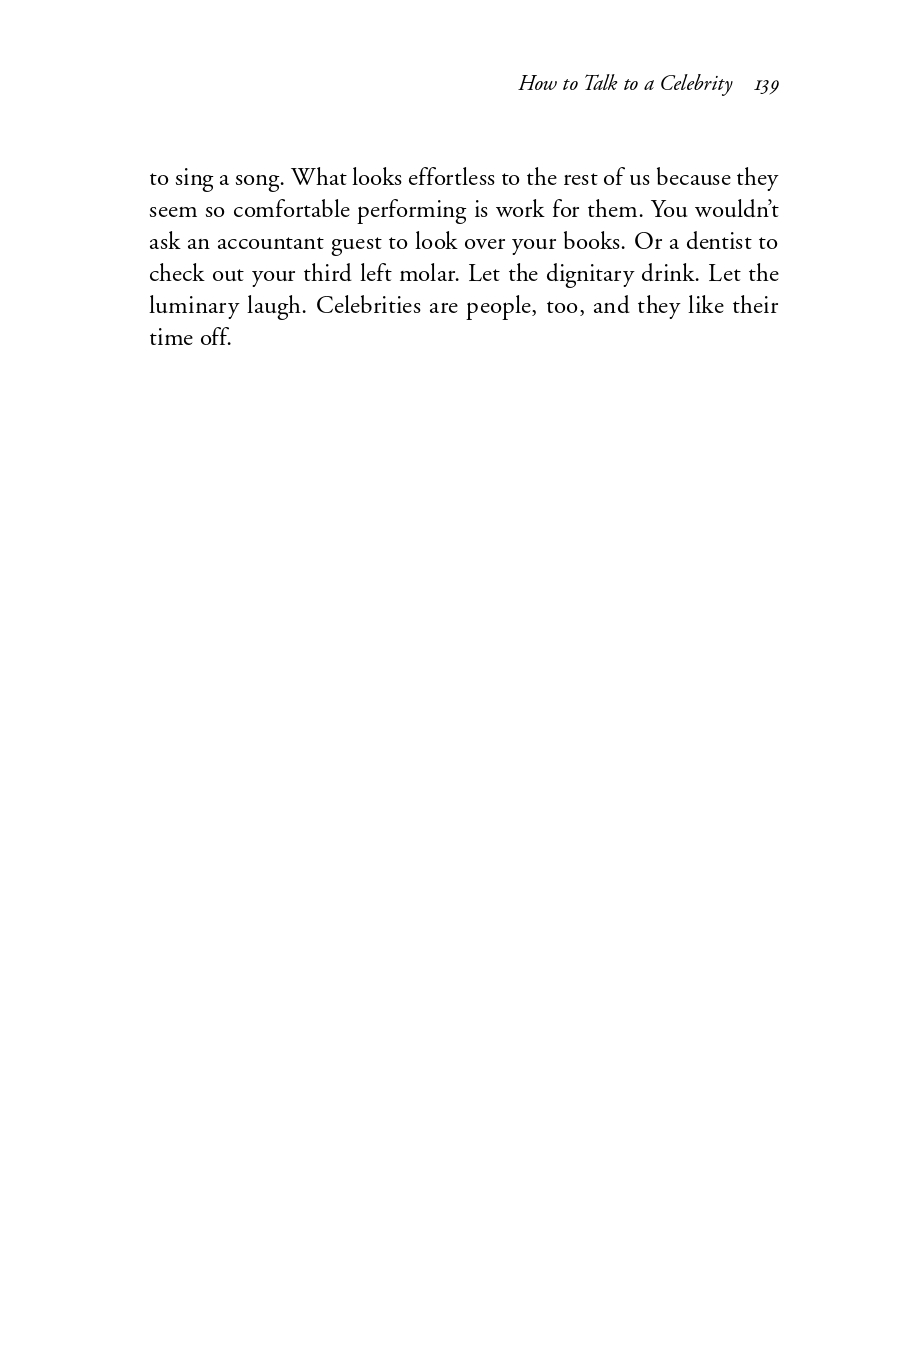 How to Talk to a Celebrity 139
to sing a song. What looks effortless to the rest of us because they
seem so comfortable performing is work for them. You wouldn’t
ask an accountant guest to look over your books. Or a dentist to
check out your third left molar. Let the dignitary drink. Let the
luminary laugh. Celebrities are people, too, and they like their
time off.